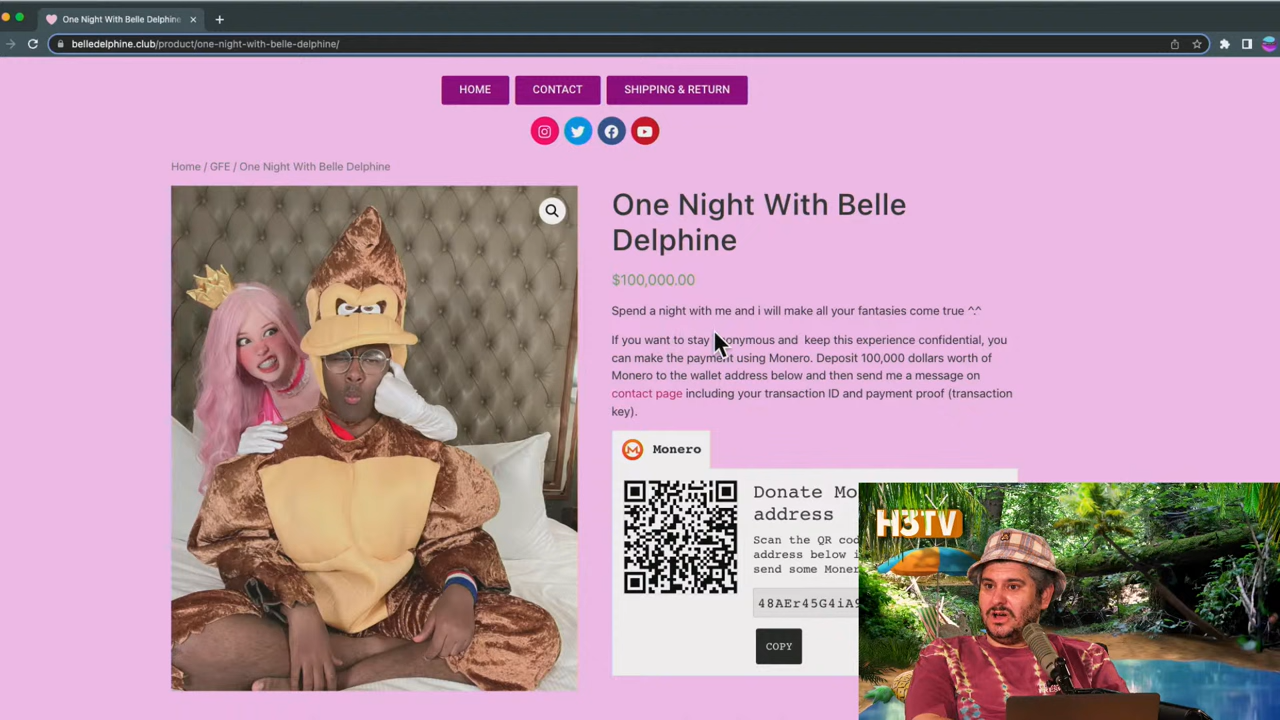 One Night With Belle Delphine
belledelphine.club/product/one-night-with-belle-delphine/
HOME
CONTACT
SHIPPING & RETURN
Home / GFE / One Night With Belle Delphine
One Night With Belle
Delphine
$100,000.00
Spend a night with me and i will make all your fantasies come true ^.^
If you want to stay anonymous and keep this experience confidential, you
can make the payment using Monero. Deposit 100,000 dollars worth of
Monero to the wallet address below and then send me a message on
contact page including your transaction ID and payment proof (transaction
key).
Monero
Donate
address
Scan the QR
address below
send some Monero
COPY
H3TV